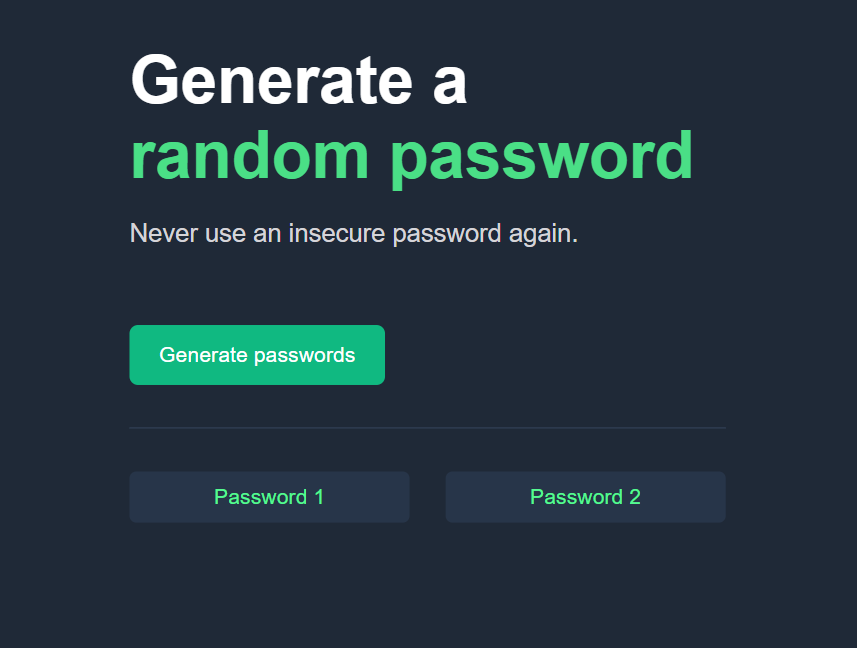 Generate a
random password
Never use an insecure password again.
Generate passwords
Password 1
Password 2